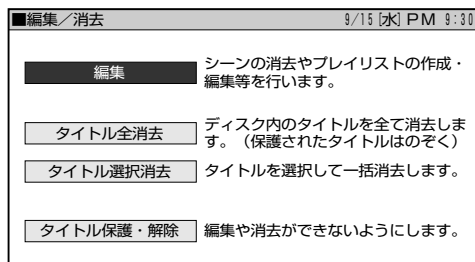 ■編集／消去 9/15[水]PM 9:30
編集 シーンの消去やプレイリストの作成・
編集等を行います。
タイトル全消去 ディスク内のタイトルを全て消去しま
す。（保護されたタイトルはのぞく）
タイトル選択消去 タイトルを選択して一括消去します。
タイトル保護・解除 編集や消去ができないようにします。